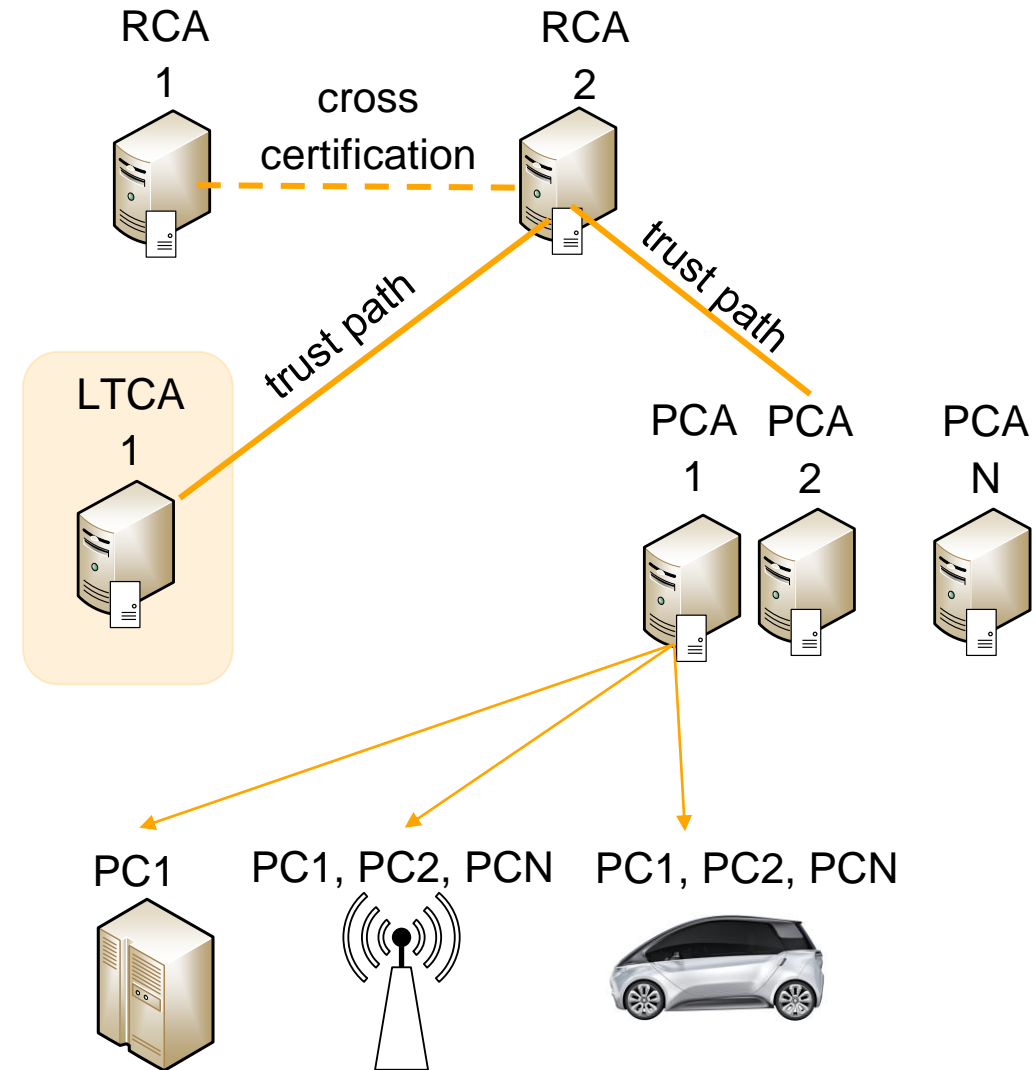 RCA
1
RCA
2
cross
certification
trust path
trust path
LTCA
1
PCA
1
PCA
2
PCA
N
PC1
PC1, PC2, PCN
PC1, PC2, PCN